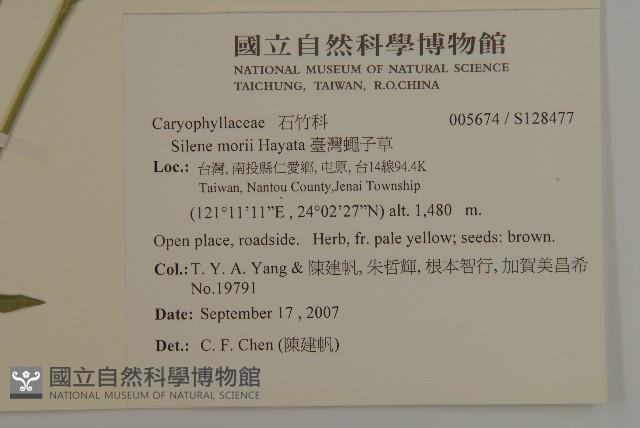 國立自然科學博物館
NATIONAL MUSEUM OF NATURAL SCIENCE
TAICHUNG, TAIWAN, R.O.CHINA
Caryophyllaceae 石竹科 005674 / S128477
Silene morii Hayata 臺灣蠅子草
Loc.: 台灣, 南投縣仁愛鄉, 屯原, 台14線94.4K
Taiwan, Nantou County,Jenai Township
(121°11’11”E , 24°02’27”N) alt. 1,480 m.
Open place, roadside. Herb, fr. pale yellow; seeds: brown.
Col.: T. Y. A. Yang & 陳建帆, 朱哲輝, 根本智行, 加賀美昌希
No.19791
Date: September 17 , 2007
Det.: C. F. Chen (陳建帆)
國立自然科學博物館
NATIONAL MUSEUM OF NATURAL SCIENCE